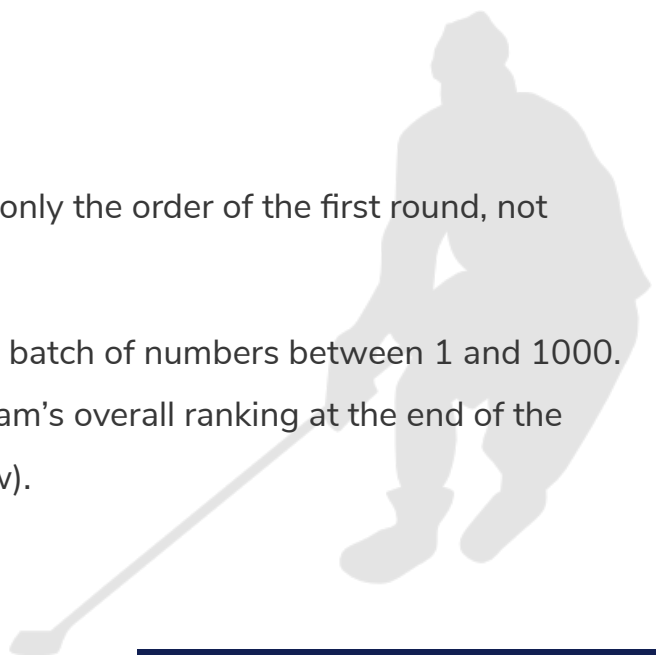 only the order of the first round, not
batch of numbers between 1 and 1000.
am’s overall ranking at the end of the
w).